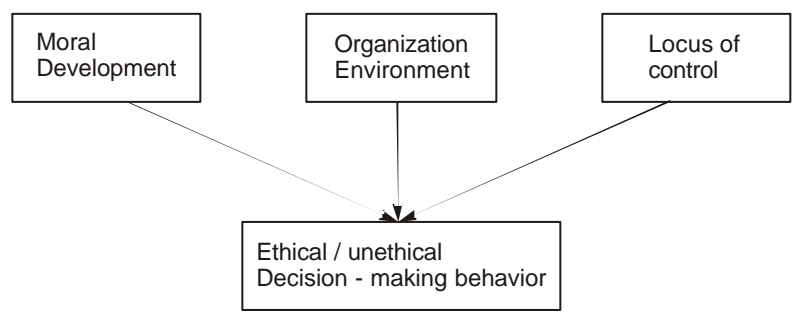 Moral
Development
Organization
Environment
Locus of
control
Ethical / unethical
Decision - making behavior